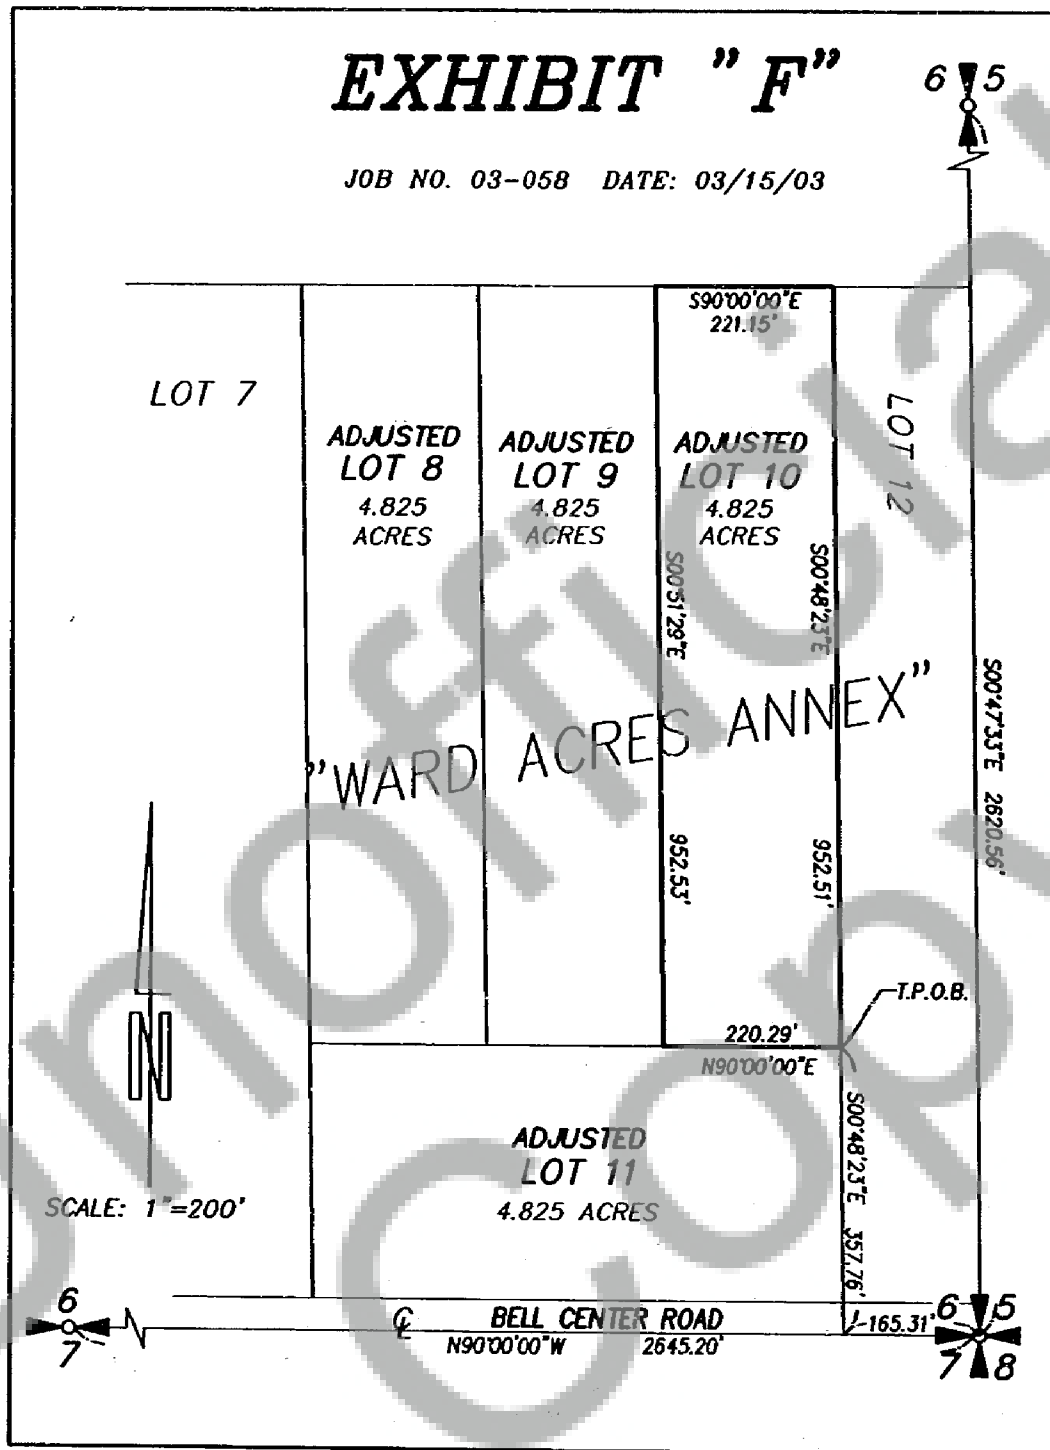 EXHIBIT "F"
6 5
JOB NO. 03-058 DATE: 03/15/03
S90°00'00"E
221.15'
LOT 7
LOT 12
ADJUSTED
LOT 8
4.825
ACRES
ADJUSTED
LOT 9
4.825
ACRES
ADJUSTED
LOT 10
4.825
ACRES
S00°51'29"E
952.53'
S00°48'23"E
952.51'
S00°47'33"E 2620.56'
"WARD ACRES ANNEX"
T.P.O.B.
220.29'
N90°00'00"E
N
S00°48'23"E 357.76'
ADJUSTED
LOT 11
4.825 ACRES
SCALE: 1"=200'
6
7
℄ BELL CENTER ROAD
N90°00'00"W 2645.20'
165.31'
6 5
7 8
Unofficial
Copy